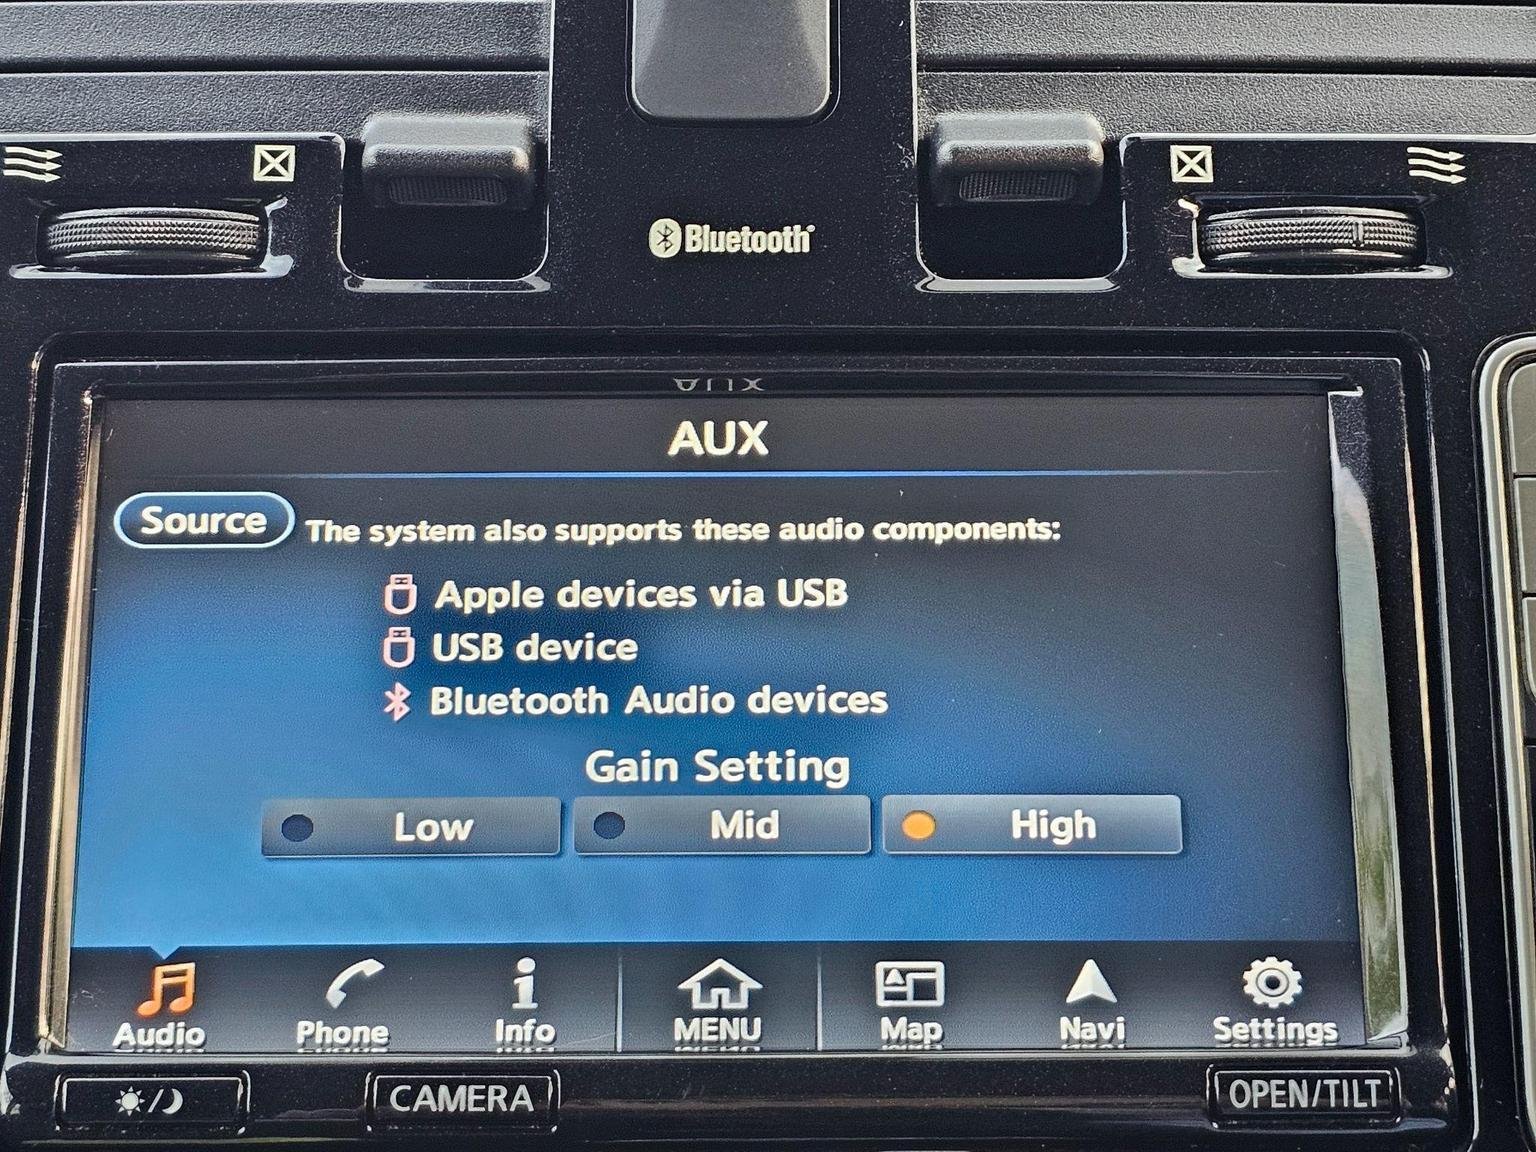 Bluetooth
AUX
Source
The system also supports these audio components:
Apple devices via USB
USB device
Bluetooth Audio devices
Gain Setting
Low Mid High
Audio Phone Info MENU Map Navi Settings
CAMERA OPEN/TILT